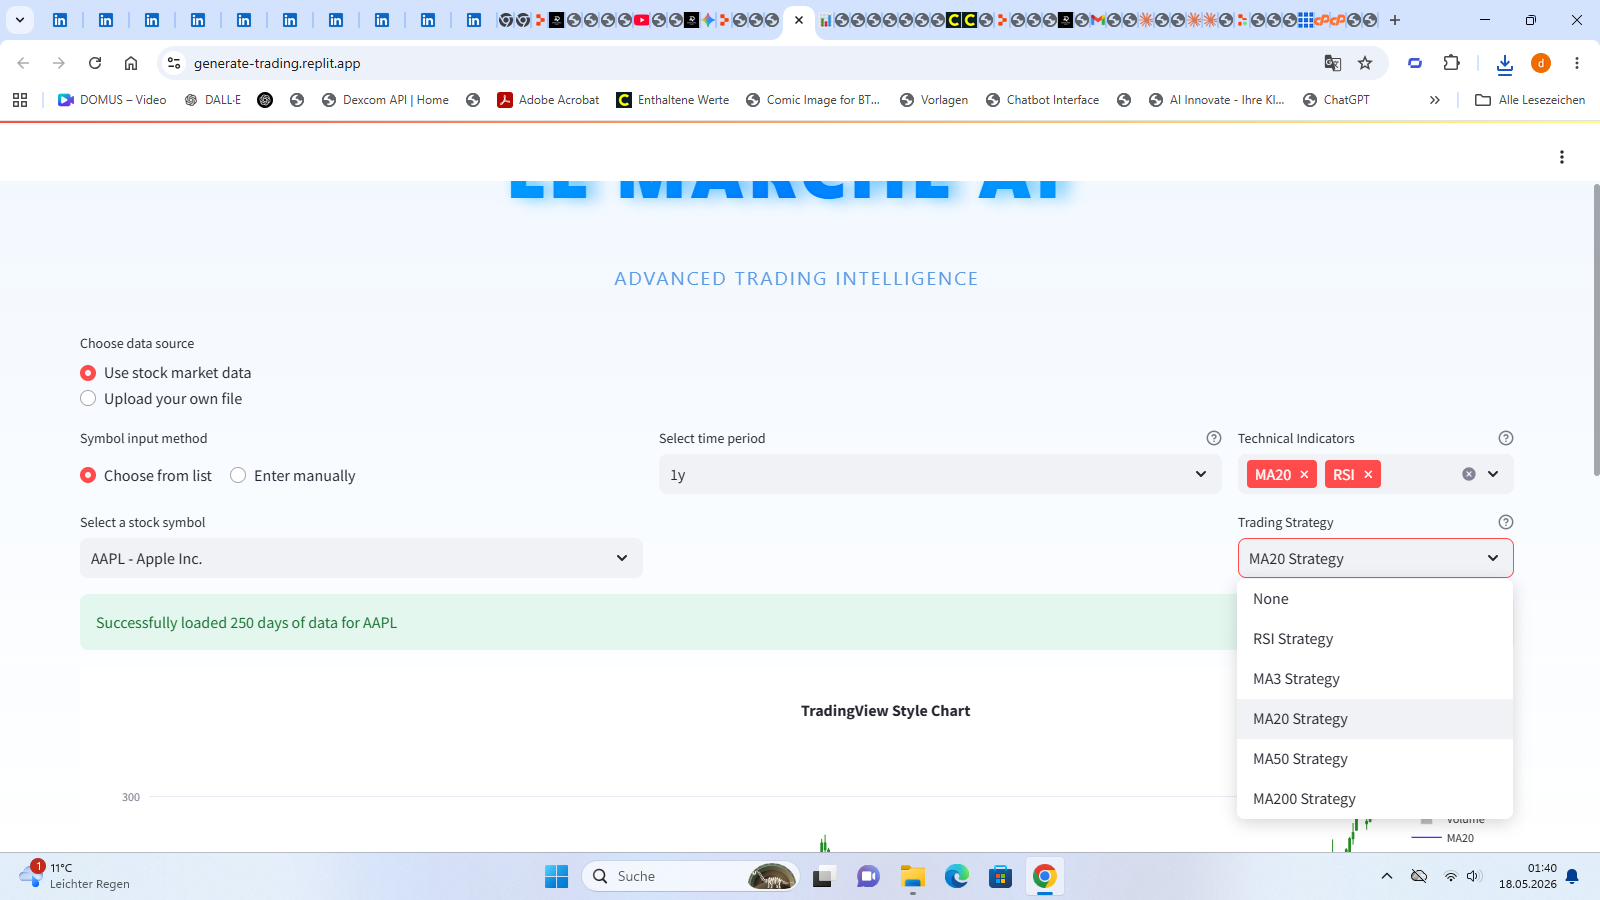 generate-trading.replit.app
d
DOMUS – Video
DALL·E
Dexcom API | Home
Adobe Acrobat
Enthaltene Werte
Comic Image for BT...
Vorlagen
Chatbot Interface
AI Innovate - Ihre KI...
ChatGPT
Alle Lesezeichen
LE MARCHE AI
ADVANCED TRADING INTELLIGENCE
Choose data source
Use stock market data
Upload your own file
Symbol input method
Select time period
Technical Indicators
Choose from list
Enter manually
1y
MA20
RSI
Select a stock symbol
Trading Strategy
AAPL - Apple Inc.
MA20 Strategy
None
Successfully loaded 250 days of data for AAPL
RSI Strategy
MA3 Strategy
TradingView Style Chart
MA20 Strategy
MA50 Strategy
300
MA200 Strategy
Volume
MA20
1
11°C
Leichter Regen
Suche
01:40
18.05.2026